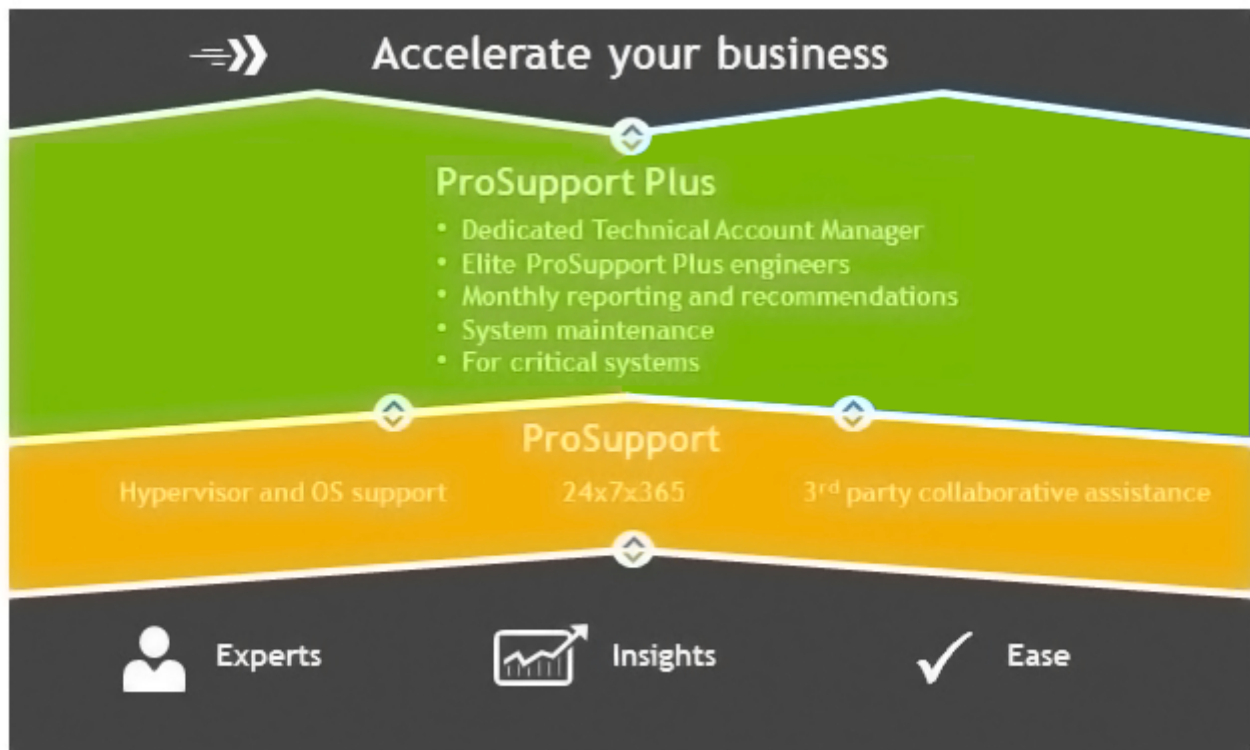 Accelerate your business
ProSupport Plus
• Dedicated Technical Account Manager
• Elite ProSupport Plus engineers
• Monthly reporting and recommendations
• System maintenance
• For critical systems
ProSupport
Hypervisor and OS support 24x7x365 3rd party collaborative assistance
Experts Insights Ease